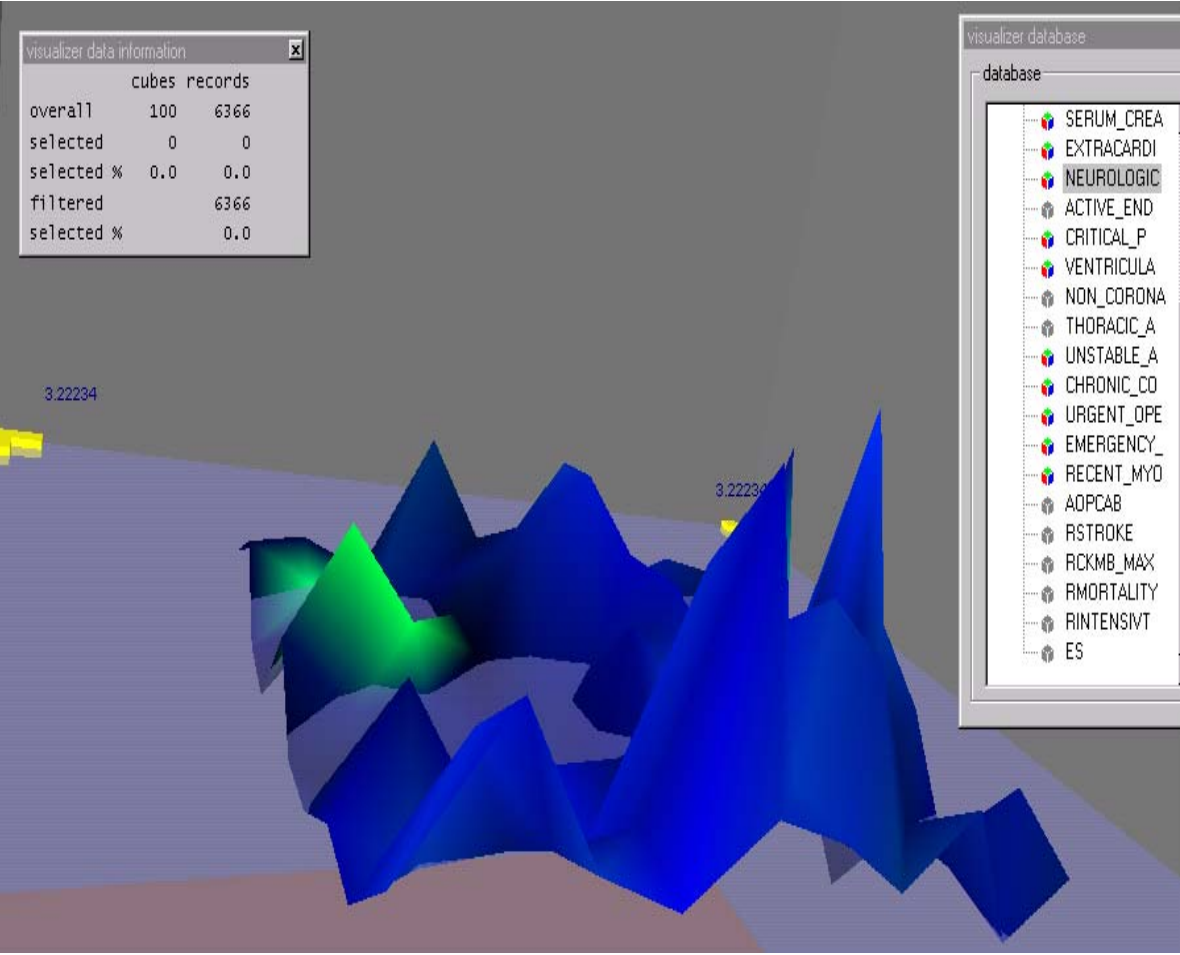 visualizer data information x
cubes records
overall 100 6366
selected 0 0
selected % 0.0 0.0
filtered 6366
selected % 0.0
3.22234
3.22234
visualizer database
database
SERUM_CREA
EXTRACARDI
NEUROLOGIC
ACTIVE_END
CRITICAL_P
VENTRICULA
NON_CORONA
THORACIC_A
UNSTABLE_A
CHRONIC_CO
URGENT_OPE
EMERGENCY_
RECENT_MYO
AOPCAB
RSTROKE
RCKMB_MAX
RMORTALITY
RINTENSIVT
ES